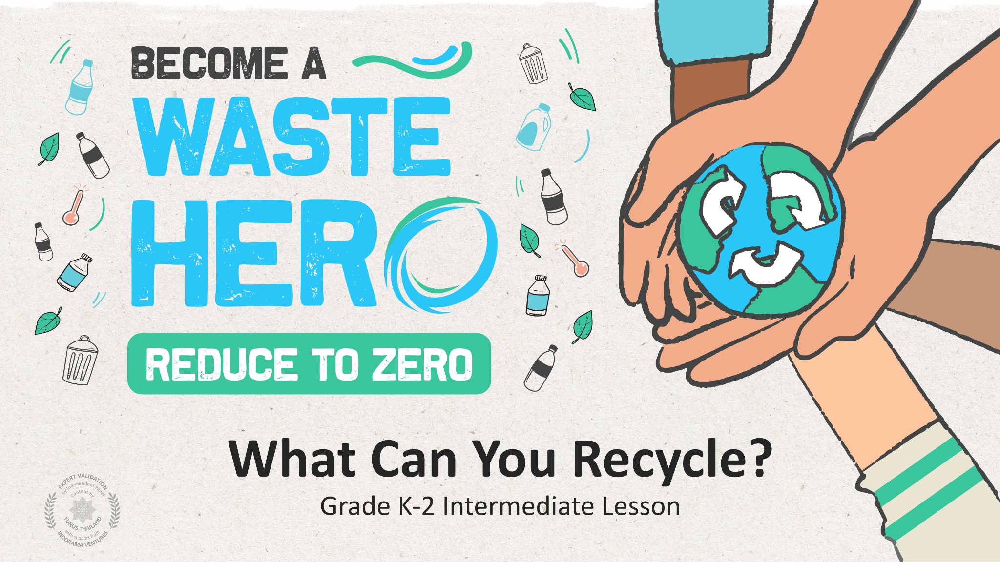 BECOME A
WASTE
HERO
REDUCE TO ZERO
What Can You Recycle?
Grade K-2 Intermediate Lesson
EXPERT VALIDATION
by Independent Panel
Content by
YUNUS THAILAND
with support from
INDORAMA VENTURES